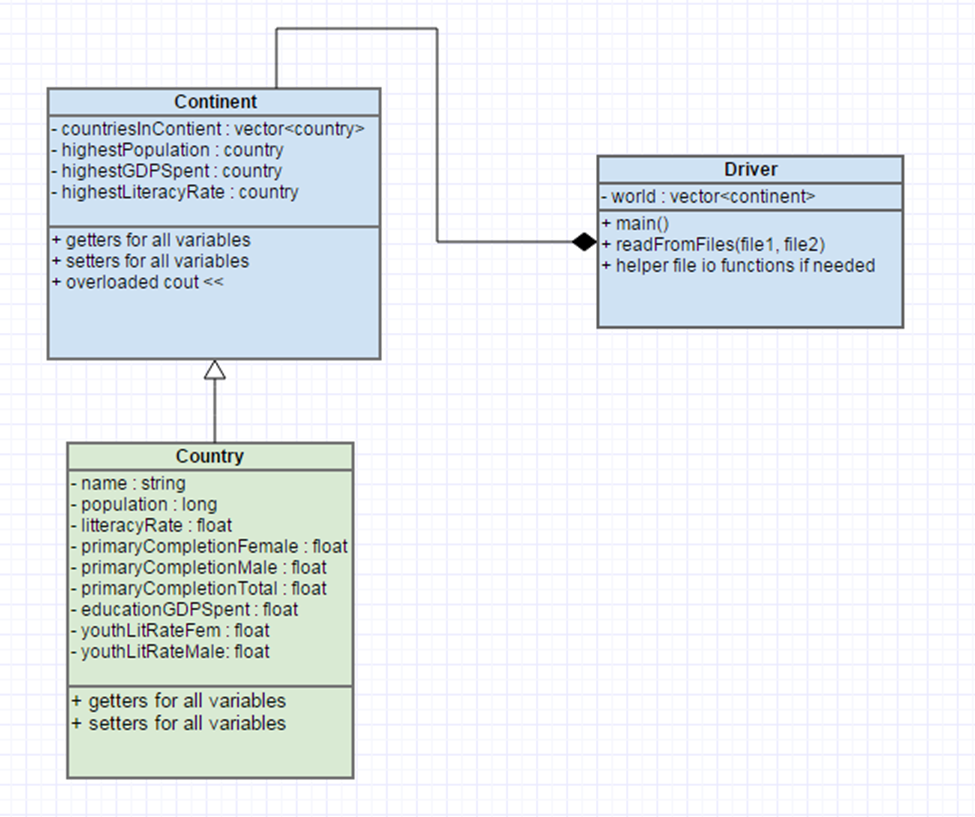 Continent
- countriesInContient : vector<country>
- highestPopulation : country
- highestGDPSpent : country
- highestLiteracyRate : country
+ getters for all variables
+ setters for all variables
+ overloaded cout <<
Driver
- world : vector<continent>
+ main()
+ readFromFiles(file1, file2)
+ helper file io functions if needed
Country
- name : string
- population : long
- litteracyRate : float
- primaryCompletionFemale : float
- primaryCompletionMale : float
- primaryCompletionTotal : float
- educationGDPSpent : float
- youthLitRateFem : float
- youthLitRateMale: float
+ getters for all variables
+ setters for all variables